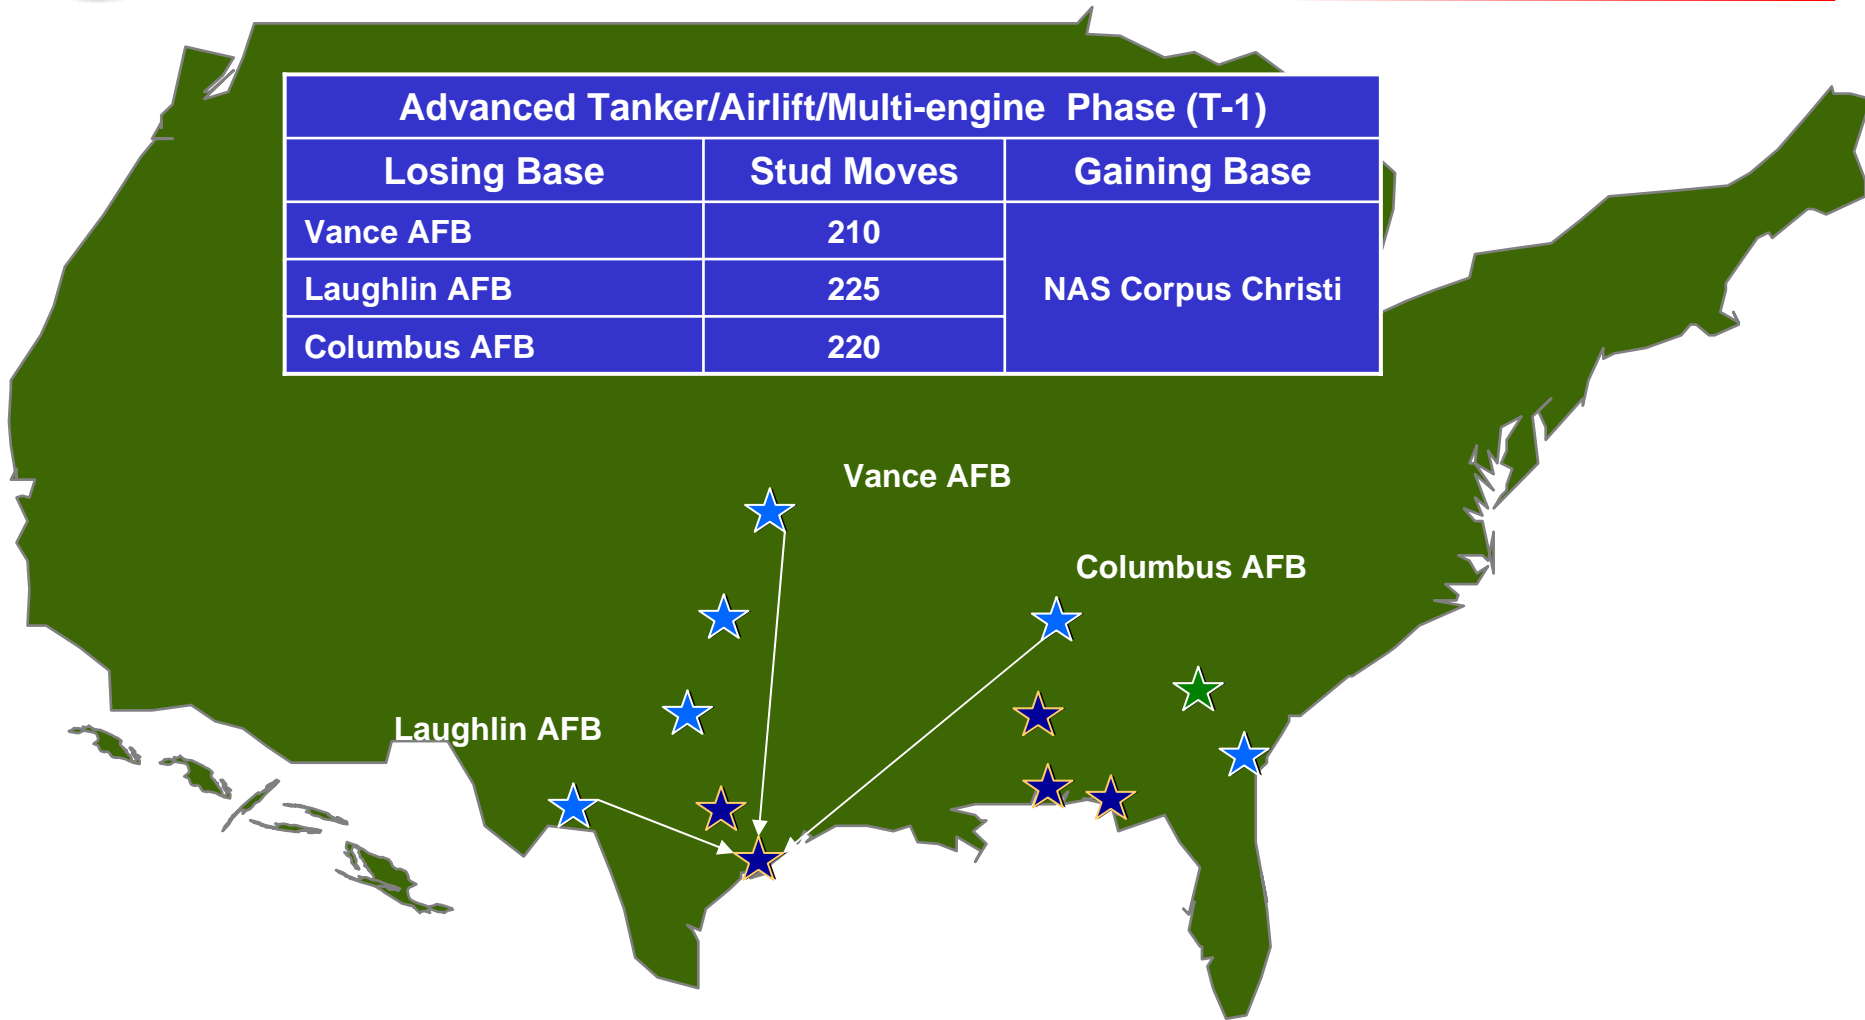 Advanced Tanker/Airlift/Multi-engine Phase (T-1)
Losing Base Stud Moves Gaining Base
Vance AFB 210
Laughlin AFB 225 NAS Corpus Christi
Columbus AFB 220
Vance AFB
Columbus AFB
Laughlin AFB